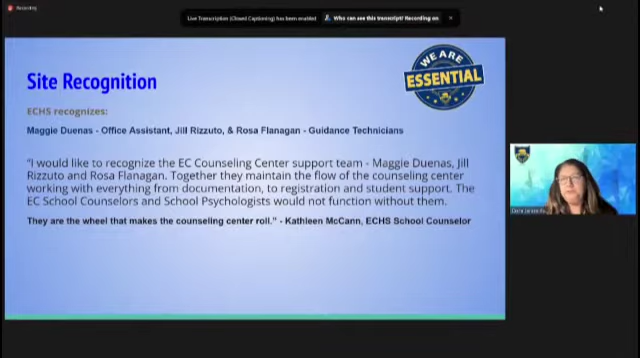 Recording
Live Transcription (Closed Captioning) has been enabled
Who can see this transcript? Recording on
Site Recognition
WE ARE
ESSENTIAL
ECHS recognizes:
Maggie Duenas - Office Assistant, Jill Rizzuto, & Rosa Flanagan - Guidance Technicians
"I would like to recognize the EC Counseling Center support team - Maggie Duenas, Jill
Rizzuto and Rosa Flanagan. Together they maintain the flow of the counseling center
working with everything from documentation, to registration and student support. The
EC School Counselors and School Psychologists would not function without them.
They are the wheel that makes the counseling center roll." - Kathleen McCann, ECHS School Counselor